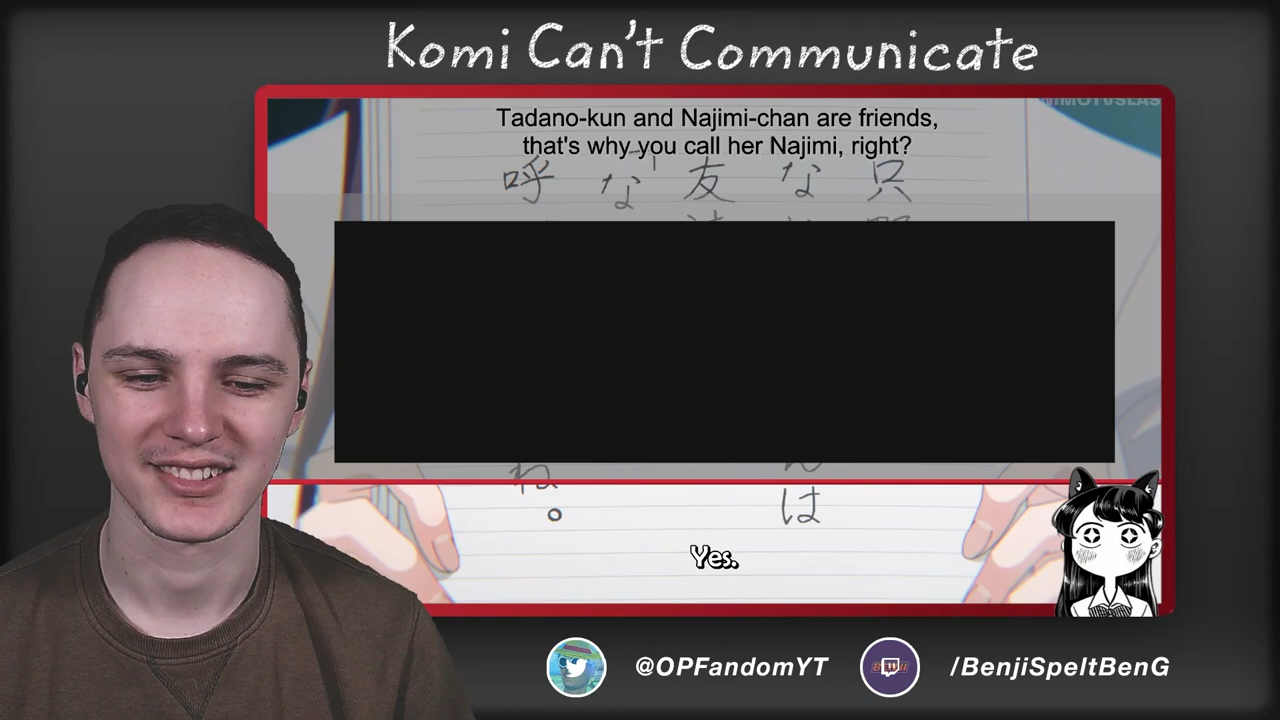 Komi Can't Communicate
NIMOTVSLAS
Tadano-kun and Najimi-chan are friends,
that's why you call her Najimi, right?
只
な
友
な
呼
は
ね。
Yes.
@OPFandomYT
/BenjiSpeltBenG